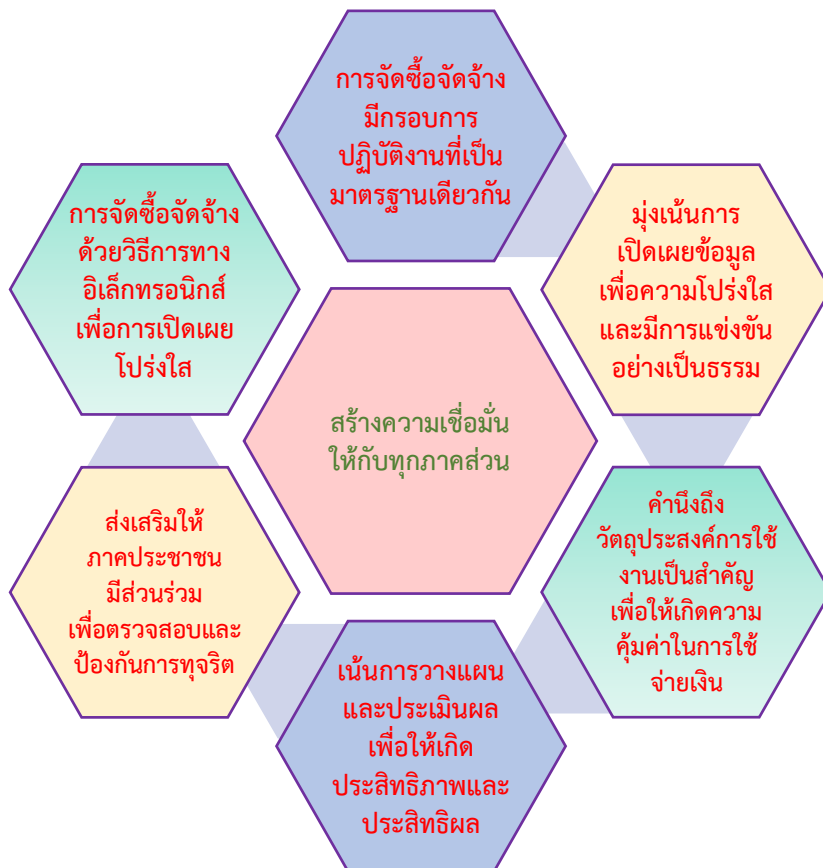 การจัดซื้อจัดจ้าง
มีกรอบการ
ปฏิบัติงานที่เป็น
มาตรฐานเดียวกัน
มุ่งเน้นการ
เปิดเผยข้อมูล
เพื่อความโปร่งใส
และมีการแข่งขัน
อย่างเป็นธรรม
คำนึงถึง
วัตถุประสงค์การใช้
งานเป็นสำคัญ
เพื่อให้เกิดความ
คุ้มค่าในการใช้
จ่ายเงิน
เน้นการวางแผน
และประเมินผล
เพื่อให้เกิด
ประสิทธิภาพและ
ประสิทธิผล
ส่งเสริมให้
ภาคประชาชน
มีส่วนร่วม
เพื่อตรวจสอบและ
ป้องกันการทุจริต
การจัดซื้อจัดจ้าง
ด้วยวิธีการทาง
อิเล็กทรอนิกส์
เพื่อการเปิดเผย
โปร่งใส
สร้างความเชื่อมั่น
ให้กับทุกภาคส่วน